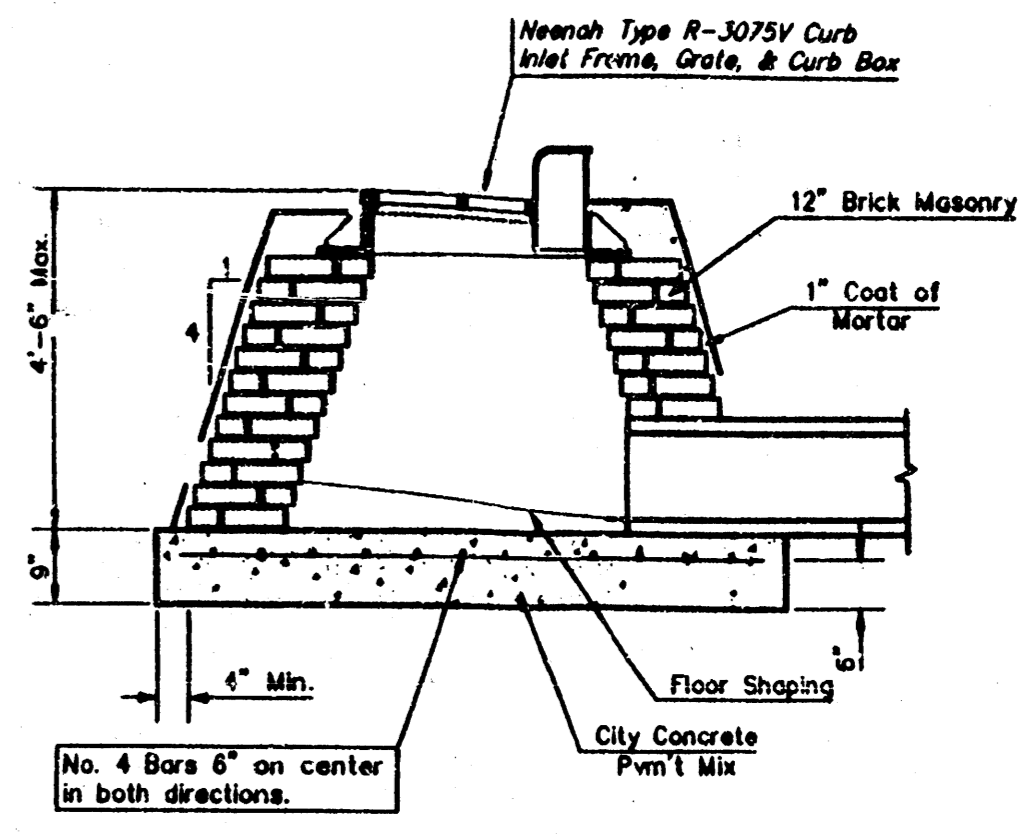 Neenah Type R-3075V Curb
Inlet Frame, Grate, & Curb Box
12" Brick Masonry
1" Coat of
Mortar
1
4
4'-6" Max.
9"
4" Min.
6"
Floor Shaping
City Concrete
Pvm't Mix
No. 4 Bars 6" on center
in both directions.